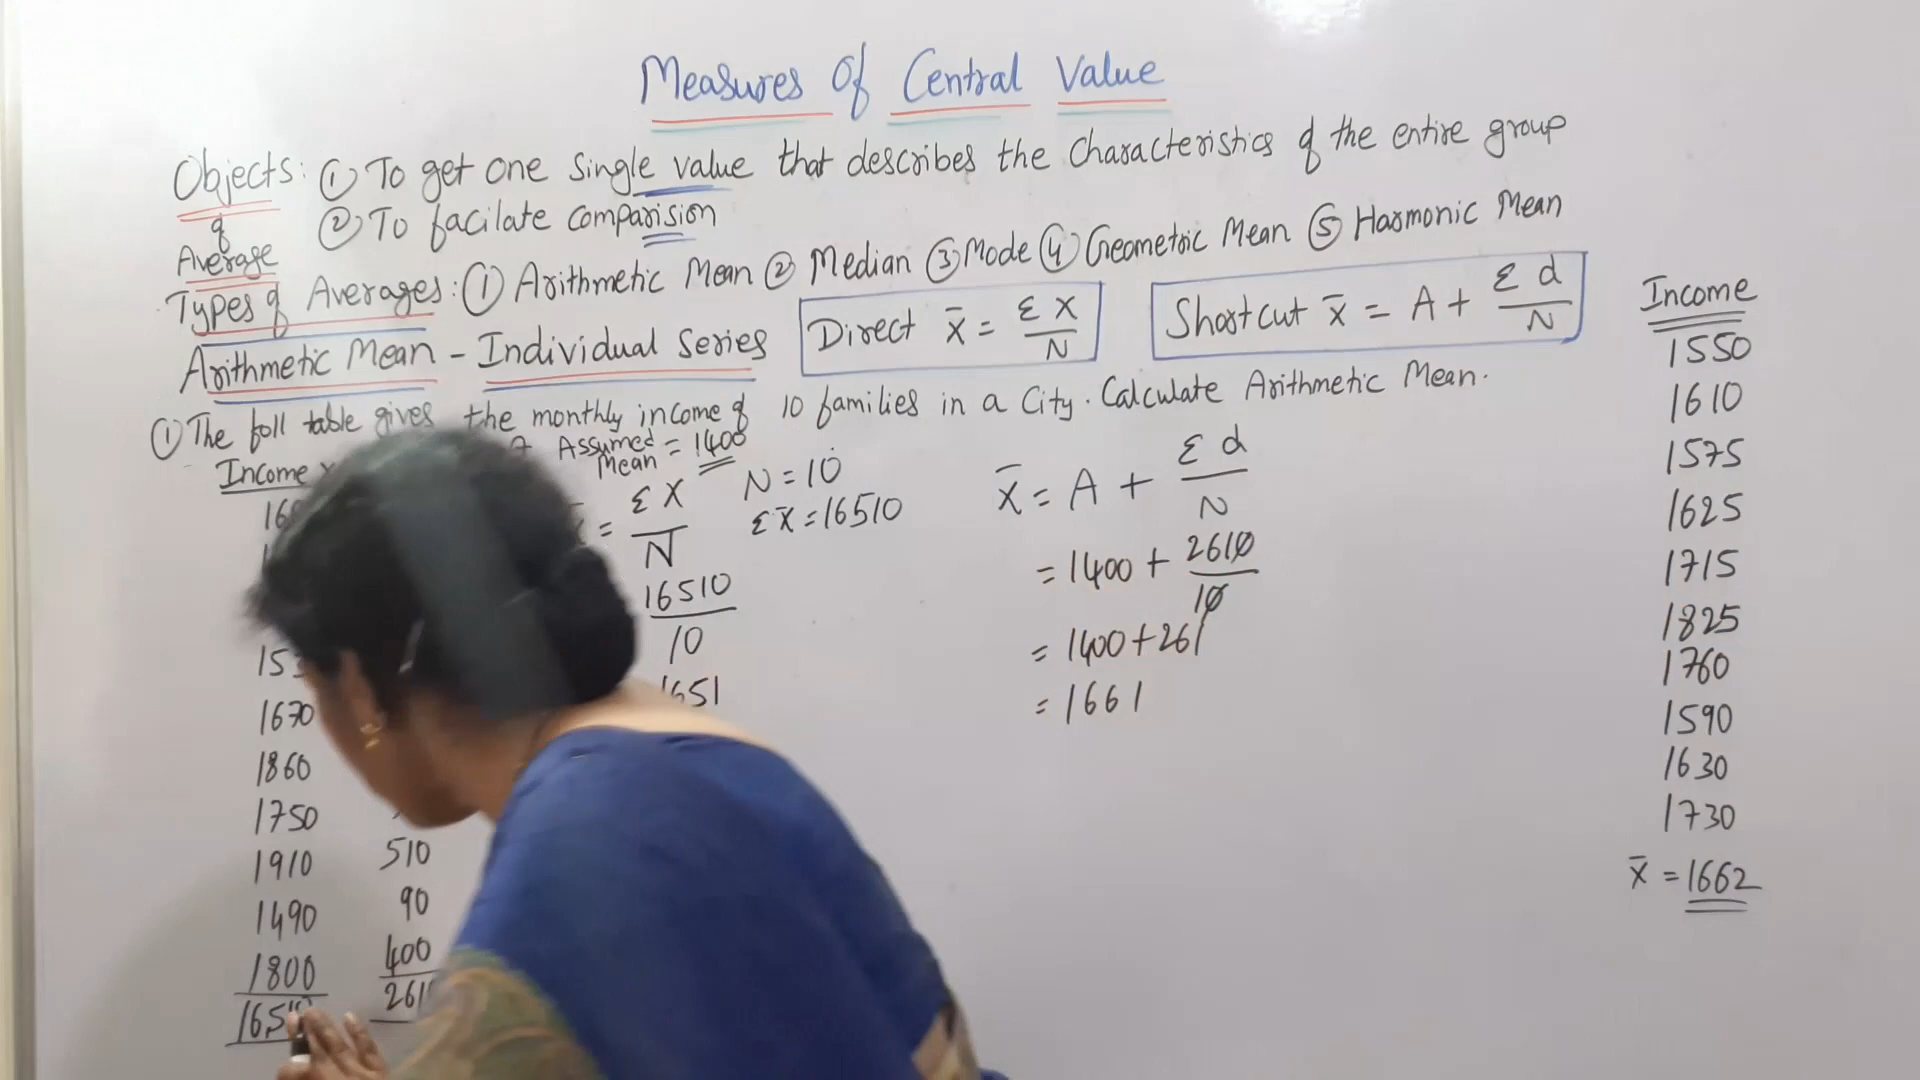 Measures Of Central Value
Objects: ① To get one single value that describes the characteristics of the entire group
of
Average
② To facilate comparision
Types of Averages: ① Arithmetic Mean ② Median ③ Mode ④ Geometric Mean ⑤ Harmonic Mean
Arithmetic Mean - Individual Series
Direct x̄ = ΣX/N
Shortcut x̄ = A + Σd/N
① The foll table gives the monthly income of 10 families in a City. Calculate Arithmetic Mean.
Income
Assumed Mean = 1400
1670
1860
1750
1910
1490
1800
510
90
400
= ΣX/N
16510/10
1651
N = 10
Σx̄ = 16510
x̄ = A + Σd/N
= 1400 + 2610/10
= 1400 + 261
= 1661
Income
1550
1610
1575
1625
1715
1825
1760
1590
1630
1730
x̄ = 1662